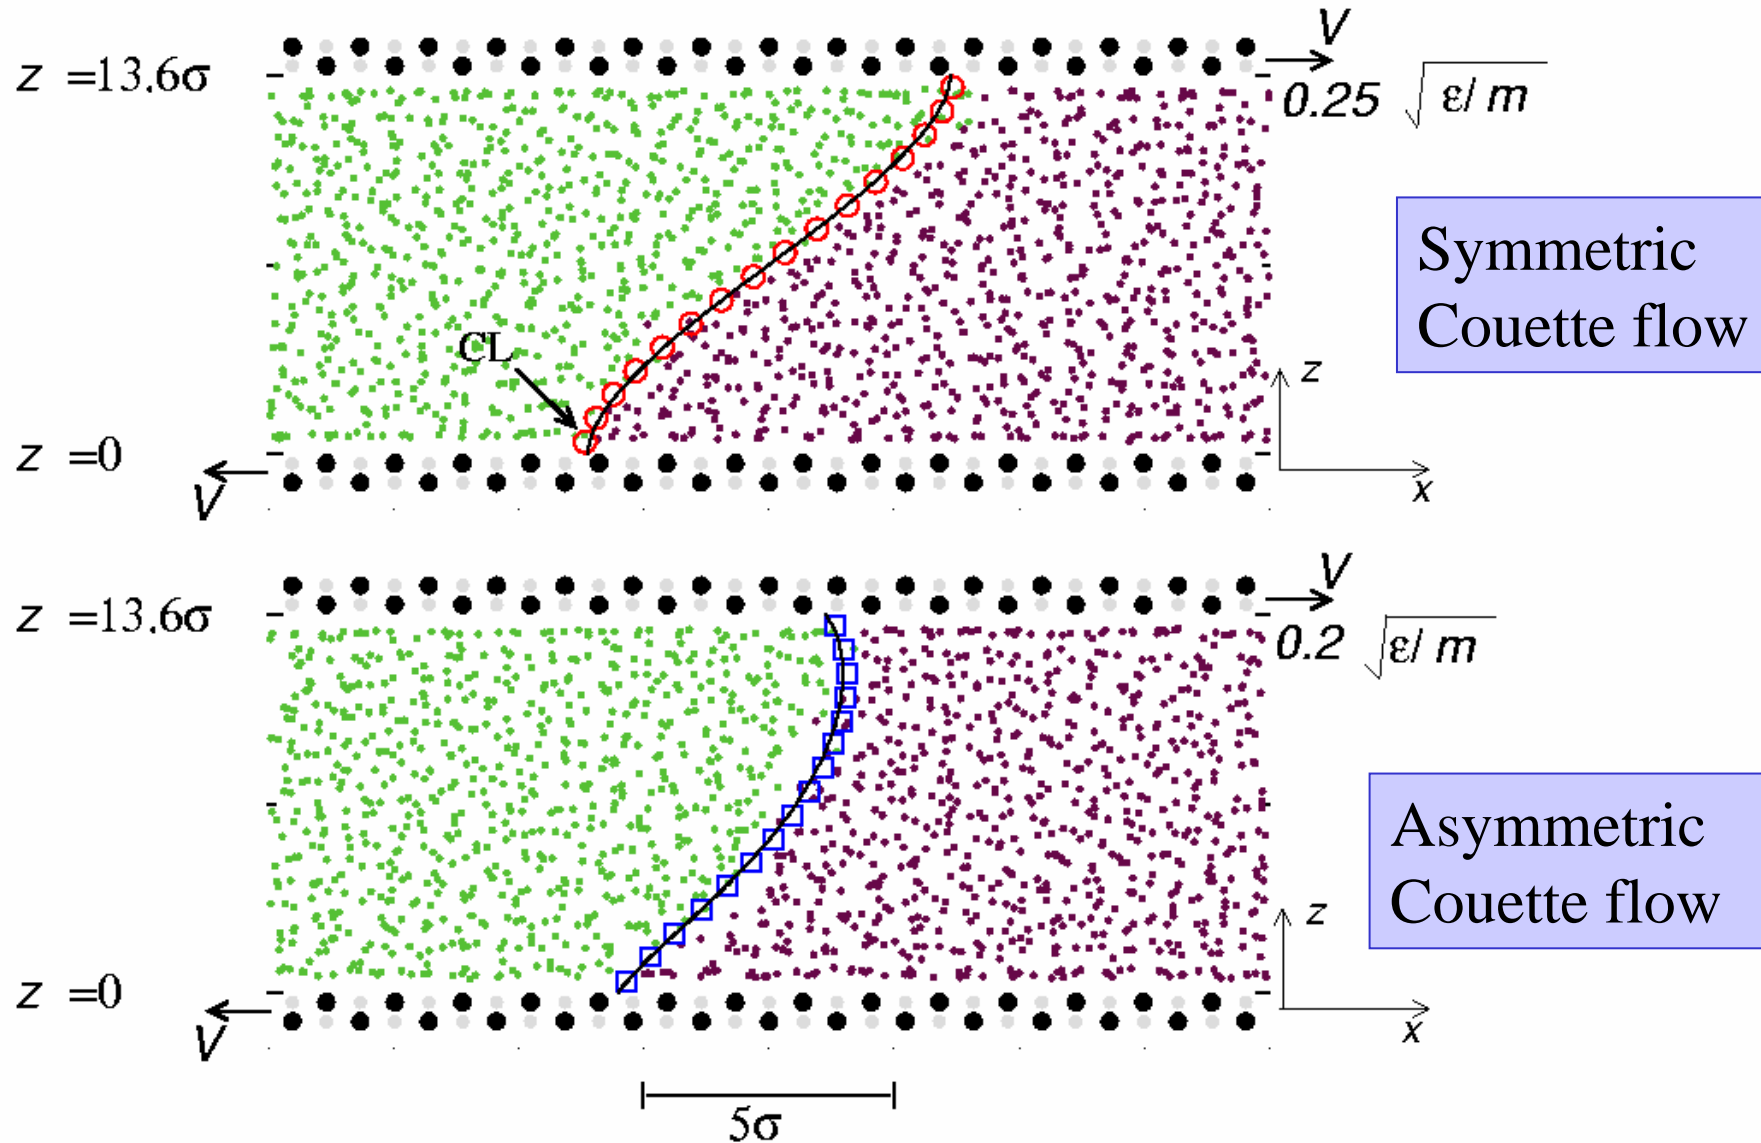 V
z =13.6σ
0.25 √ε/m
Symmetric
Couette flow
CL
z
z =0
V
x
V
z =13.6σ
0.2 √ε/m
Asymmetric
Couette flow
z
z =0
V
x
5σ